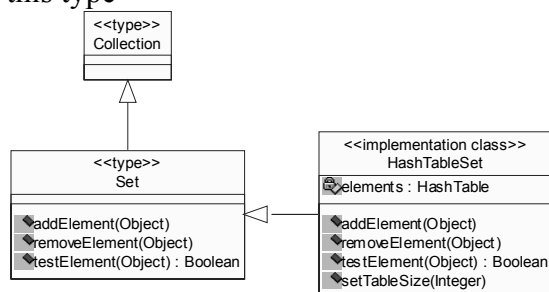 this type
<<type>>
Collection
<<type>>
Set
addElement(Object)
removeElement(Object)
testElement(Object) : Boolean
<<implementation class>>
HashTableSet
elements : HashTable
addElement(Object)
removeElement(Object)
testElement(Object) : Boolean
setTableSize(Integer)